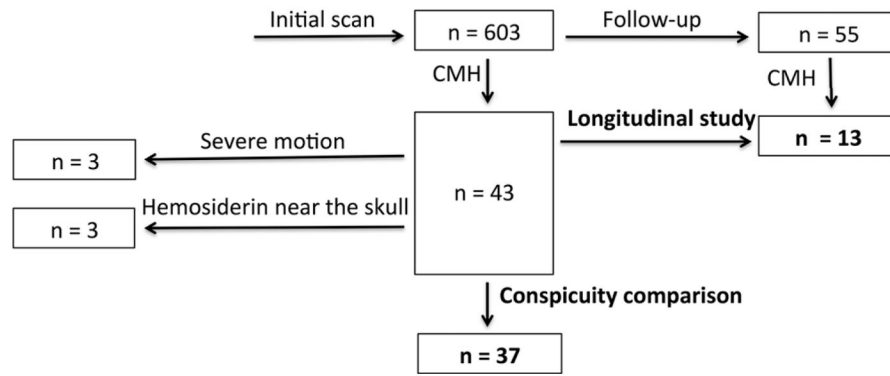 Initial scan
n = 603
Follow-up
n = 55
CMH
CMH
Longitudinal study
n = 13
Severe motion
n = 3
n = 43
Hemosiderin near the skull
n = 3
Conspicuity comparison
n = 37